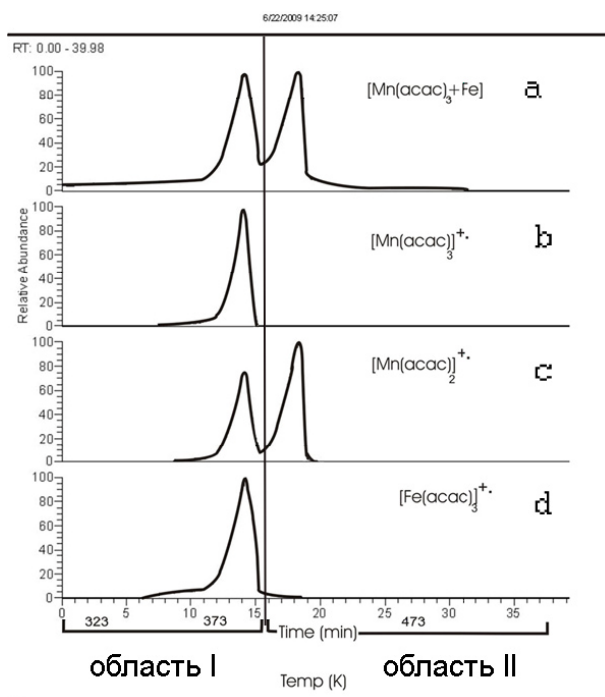 6/22/2009 14:25:07
RT: 0.00 - 39.98
Relative Abundance
100
80
60
40
20
0
[Mn(acac)3+Fe]
a
100
80
60
40
20
0
[Mn(acac)3]+·
b
100
80
60
40
20
0
[Mn(acac)2]+·
c
100
80
60
40
20
0
[Fe(acac)3]+·
d
0 5 10 15 20 25 30 35
323 373 Time (min) 473
область I область II
Temp (K)